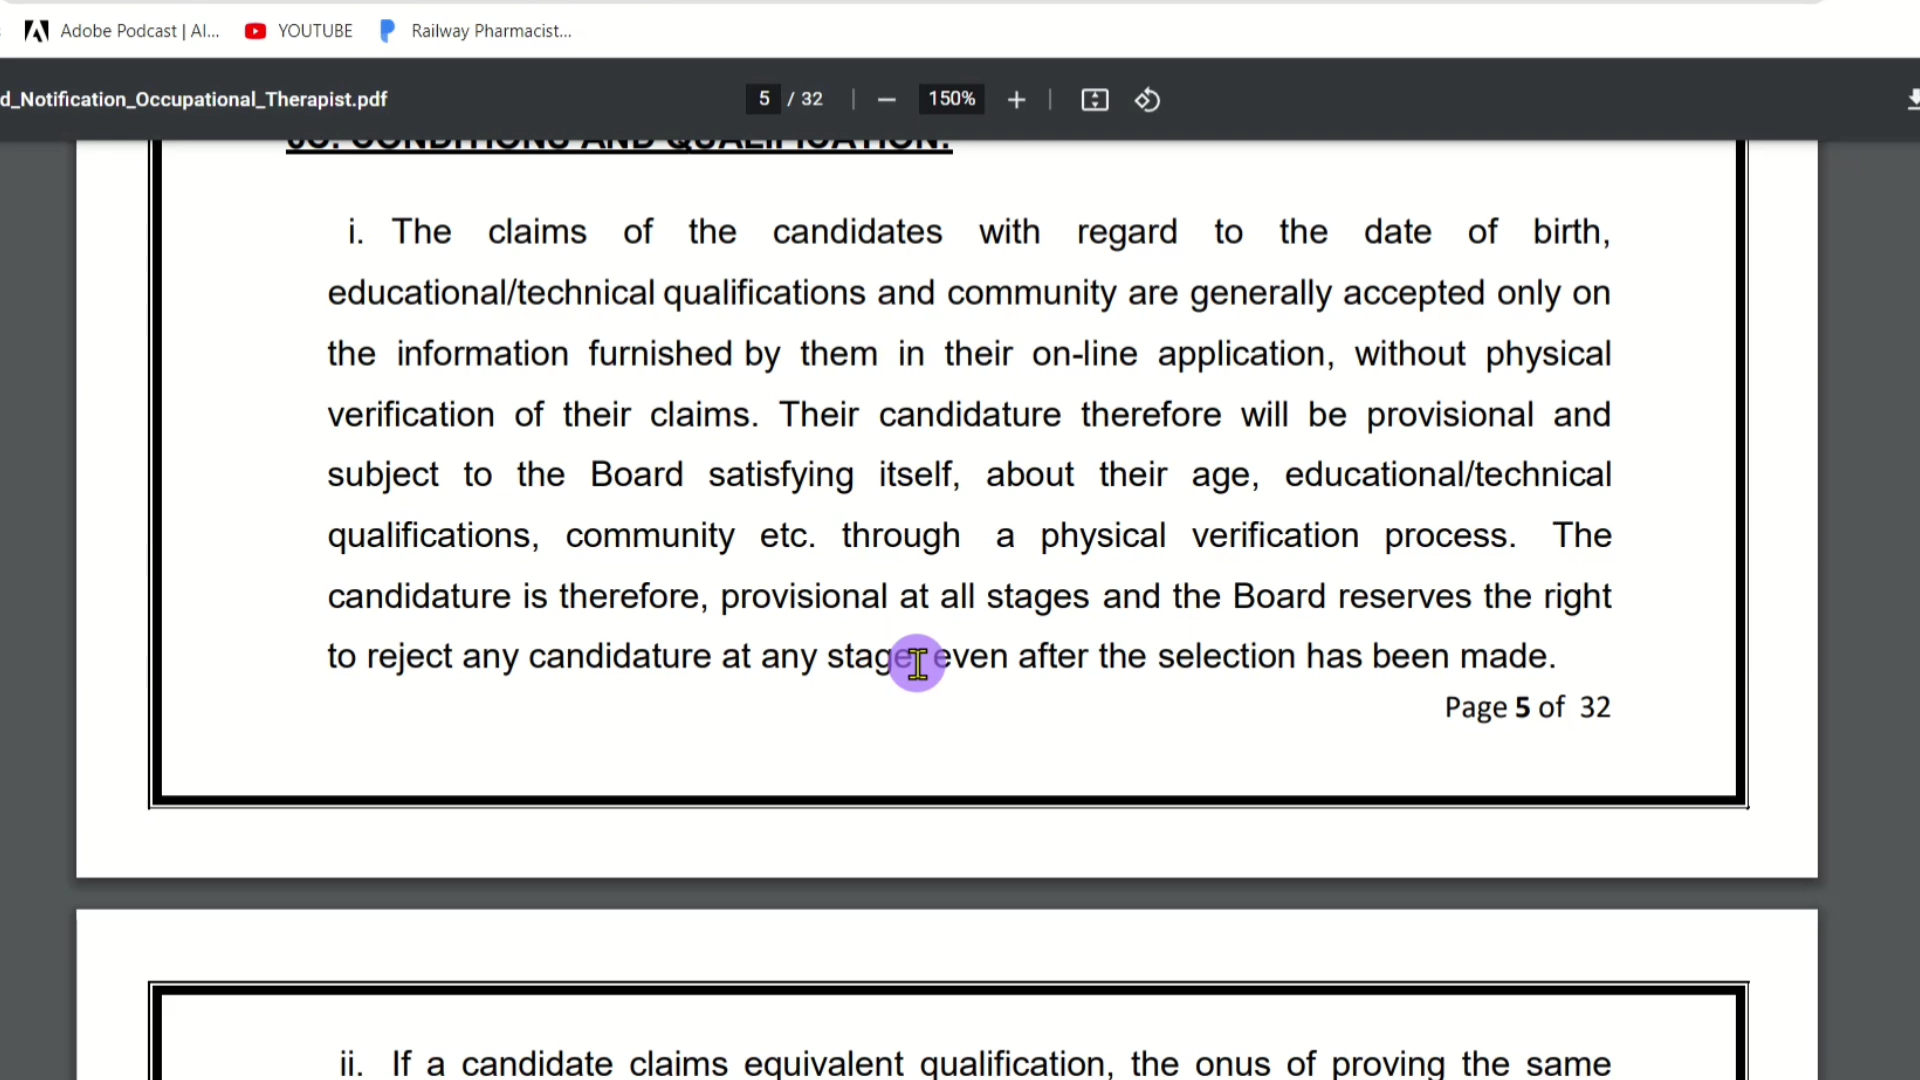 Adobe Podcast | AI...
YOUTUBE
Railway Pharmacist...
d_Notification_Occupational_Therapist.pdf
5 / 32
150%
CONDITIONS AND QUALIFICATION:
i. The claims of the candidates with regard to the date of birth,
educational/technical qualifications and community are generally accepted only on
the information furnished by them in their on-line application, without physical
verification of their claims. Their candidature therefore will be provisional and
subject to the Board satisfying itself, about their age, educational/technical
qualifications, community etc. through a physical verification process. The
candidature is therefore, provisional at all stages and the Board reserves the right
to reject any candidature at any stage even after the selection has been made.
Page 5 of 32
ii. If a candidate claims equivalent qualification, the onus of proving the same